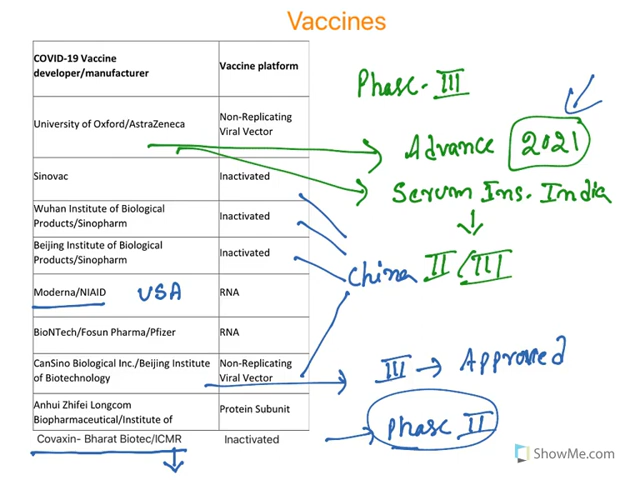 Vaccines
COVID-19 Vaccine
developer/manufacturer
Vaccine platform
University of Oxford/AstraZeneca
Non-Replicating
Viral Vector
Sinovac
Inactivated
Wuhan Institute of Biological
Products/Sinopharm
Inactivated
Beijing Institute of Biological
Products/Sinopharm
Inactivated
Moderna/NIAID
USA
RNA
BioNTech/Fosun Pharma/Pfizer
RNA
CanSino Biological Inc./Beijing Institute
of Biotechnology
Non-Replicating
Viral Vector
Anhui Zhifei Longcom
Biopharmaceutical/Institute of
Protein Subunit
Covaxin- Bharat Biotec/ICMR
Inactivated
Phase- III
Advance 2021
Serum Ins. India
China II (III)
III → Approved
Phase II
ShowMe.com